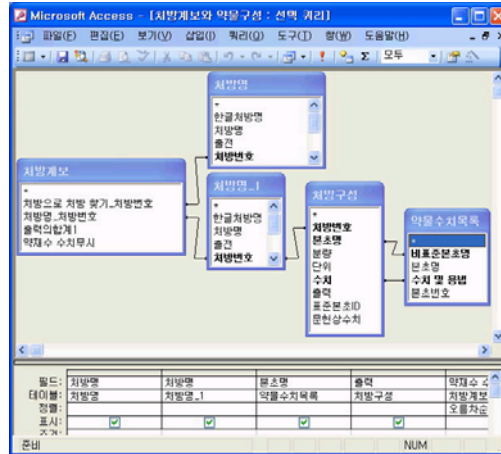 Microsoft Access - [처방계보와 약물구성 : 선택 쿼리]
파일(F) 편집(E) 보기(V) 삽입(I) 쿼리(Q) 도구(T) 창(W) 도움말(H)
Σ 모두
처방명
*
한글처방명
처방명
출전
처방번호
처방계보
*
처방으로 처방 찾기_처방번호
처방명_처방번호
출력의합계1
약재수 수치무시
처방명_1
*
한글처방명
처방명
출전
처방번호
처방구성
*
처방번호
본초명
분량
단위
수치
출력
표준본초ID
문헌상수치
약물수치목록
*
비표준본초명
본초명
수치 및 용법
본초번호
필드: 처방명 처방명 본초명 출력 약재수 수
테이블: 처방명 처방명_1 약물수치목록 처방구성 처방계보
정렬: 오름차순
표시:
조건:
준비 NUM